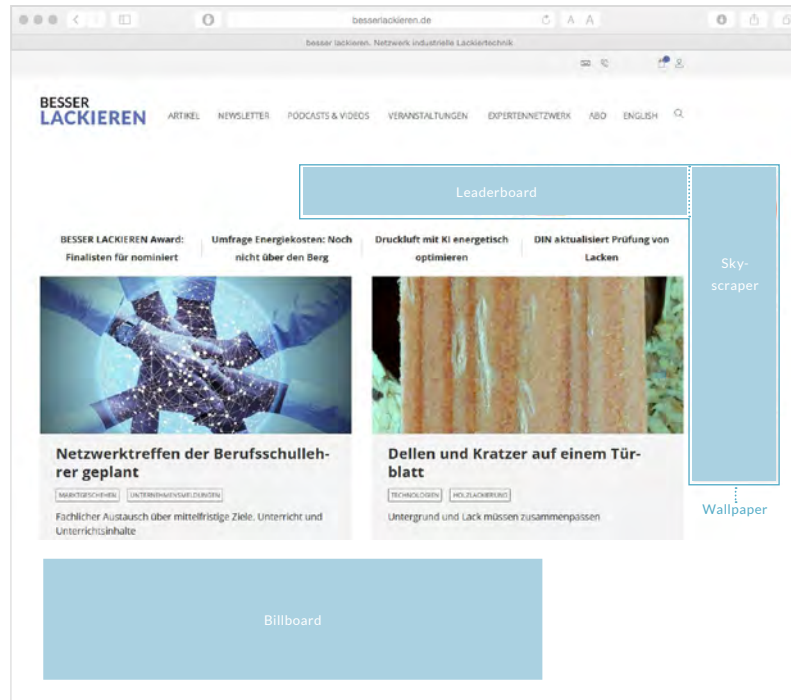 besserlackieren.de
A A
besser lackieren. Netzwerk industrielle Lackiertechnik
BESSER
LACKIEREN
ARTIKEL NEWSLETTER PODCASTS & VIDEOS VERANSTALTUNGEN EXPERTENNETZWERK ABO ENGLISH
Leaderboard
Sky-
scraper
BESSER LACKIEREN Award:
Finalisten für nominiert
Umfrage Energiekosten: Noch
nicht über den Berg
Druckluft mit KI energetisch
optimieren
DIN aktualisiert Prüfung von
Lacken
Netzwerktreffen der Berufsschulleh-
rer geplant
MARKTGESCHEHEN UNTERNEHMENSMELDUNGEN
Fachlicher Austausch über mittelfristige Ziele, Unterricht und
Unterrichtsinhalte
Dellen und Kratzer auf einem Tür-
blatt
TECHNOLOGIEN HOLZLACKIERUNG
Untergrund und Lack müssen zusammenpassen
Wallpaper
Billboard